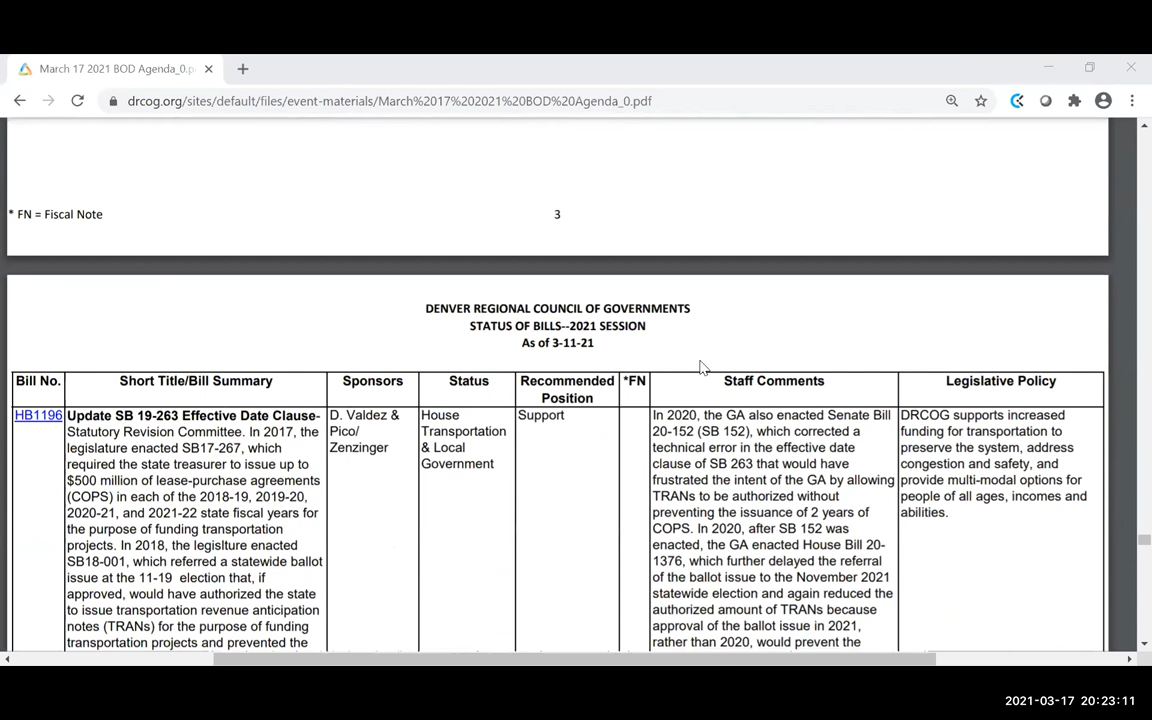 March 17 2021 BOD Agenda_0.p
drcog.org/sites/default/files/event-materials/March%2017%202021%20BOD%20Agenda_0.pdf
* FN = Fiscal Note
3
DENVER REGIONAL COUNCIL OF GOVERNMENTS
STATUS OF BILLS--2021 SESSION
As of 3-11-21
Bill No.
Short Title/Bill Summary
Sponsors
Status
Recommended
Position
*FN
Staff Comments
Legislative Policy
HB1196
Update SB 19-263 Effective Date Clause-
Statutory Revision Committee. In 2017, the
legislature enacted SB17-267, which
required the state treasurer to issue up to
$500 million of lease-purchase agreements
(COPS) in each of the 2018-19, 2019-20,
2020-21, and 2021-22 state fiscal years for
the purpose of funding transportation
projects. In 2018, the legislture enacted
SB18-001, which referred a statewide ballot
issue at the 11-19 election that, if
approved, would have authorized the state
to issue transportation revenue anticipation
notes (TRANs) for the purpose of funding
transportation projects and prevented the
D. Valdez &
Pico/
Zenzinger
House
Transportation
& Local
Government
Support
In 2020, the GA also enacted Senate Bill
20-152 (SB 152), which corrected a
technical error in the effective date
clause of SB 263 that would have
frustrated the intent of the GA by allowing
TRANs to be authorized without
preventing the issuance of 2 years of
COPS. In 2020, after SB 152 was
enacted, the GA enacted House Bill 20-
1376, which further delayed the referral
of the ballot issue to the November 2021
statewide election and again reduced the
authorized amount of TRANs because
approval of the ballot issue in 2021,
rather than 2020, would prevent the
DRCOG supports increased
funding for transportation to
preserve the system, address
congestion and safety, and
provide multi-modal options for
people of all ages, incomes and
abilities.
2021-03-17 20:23:11